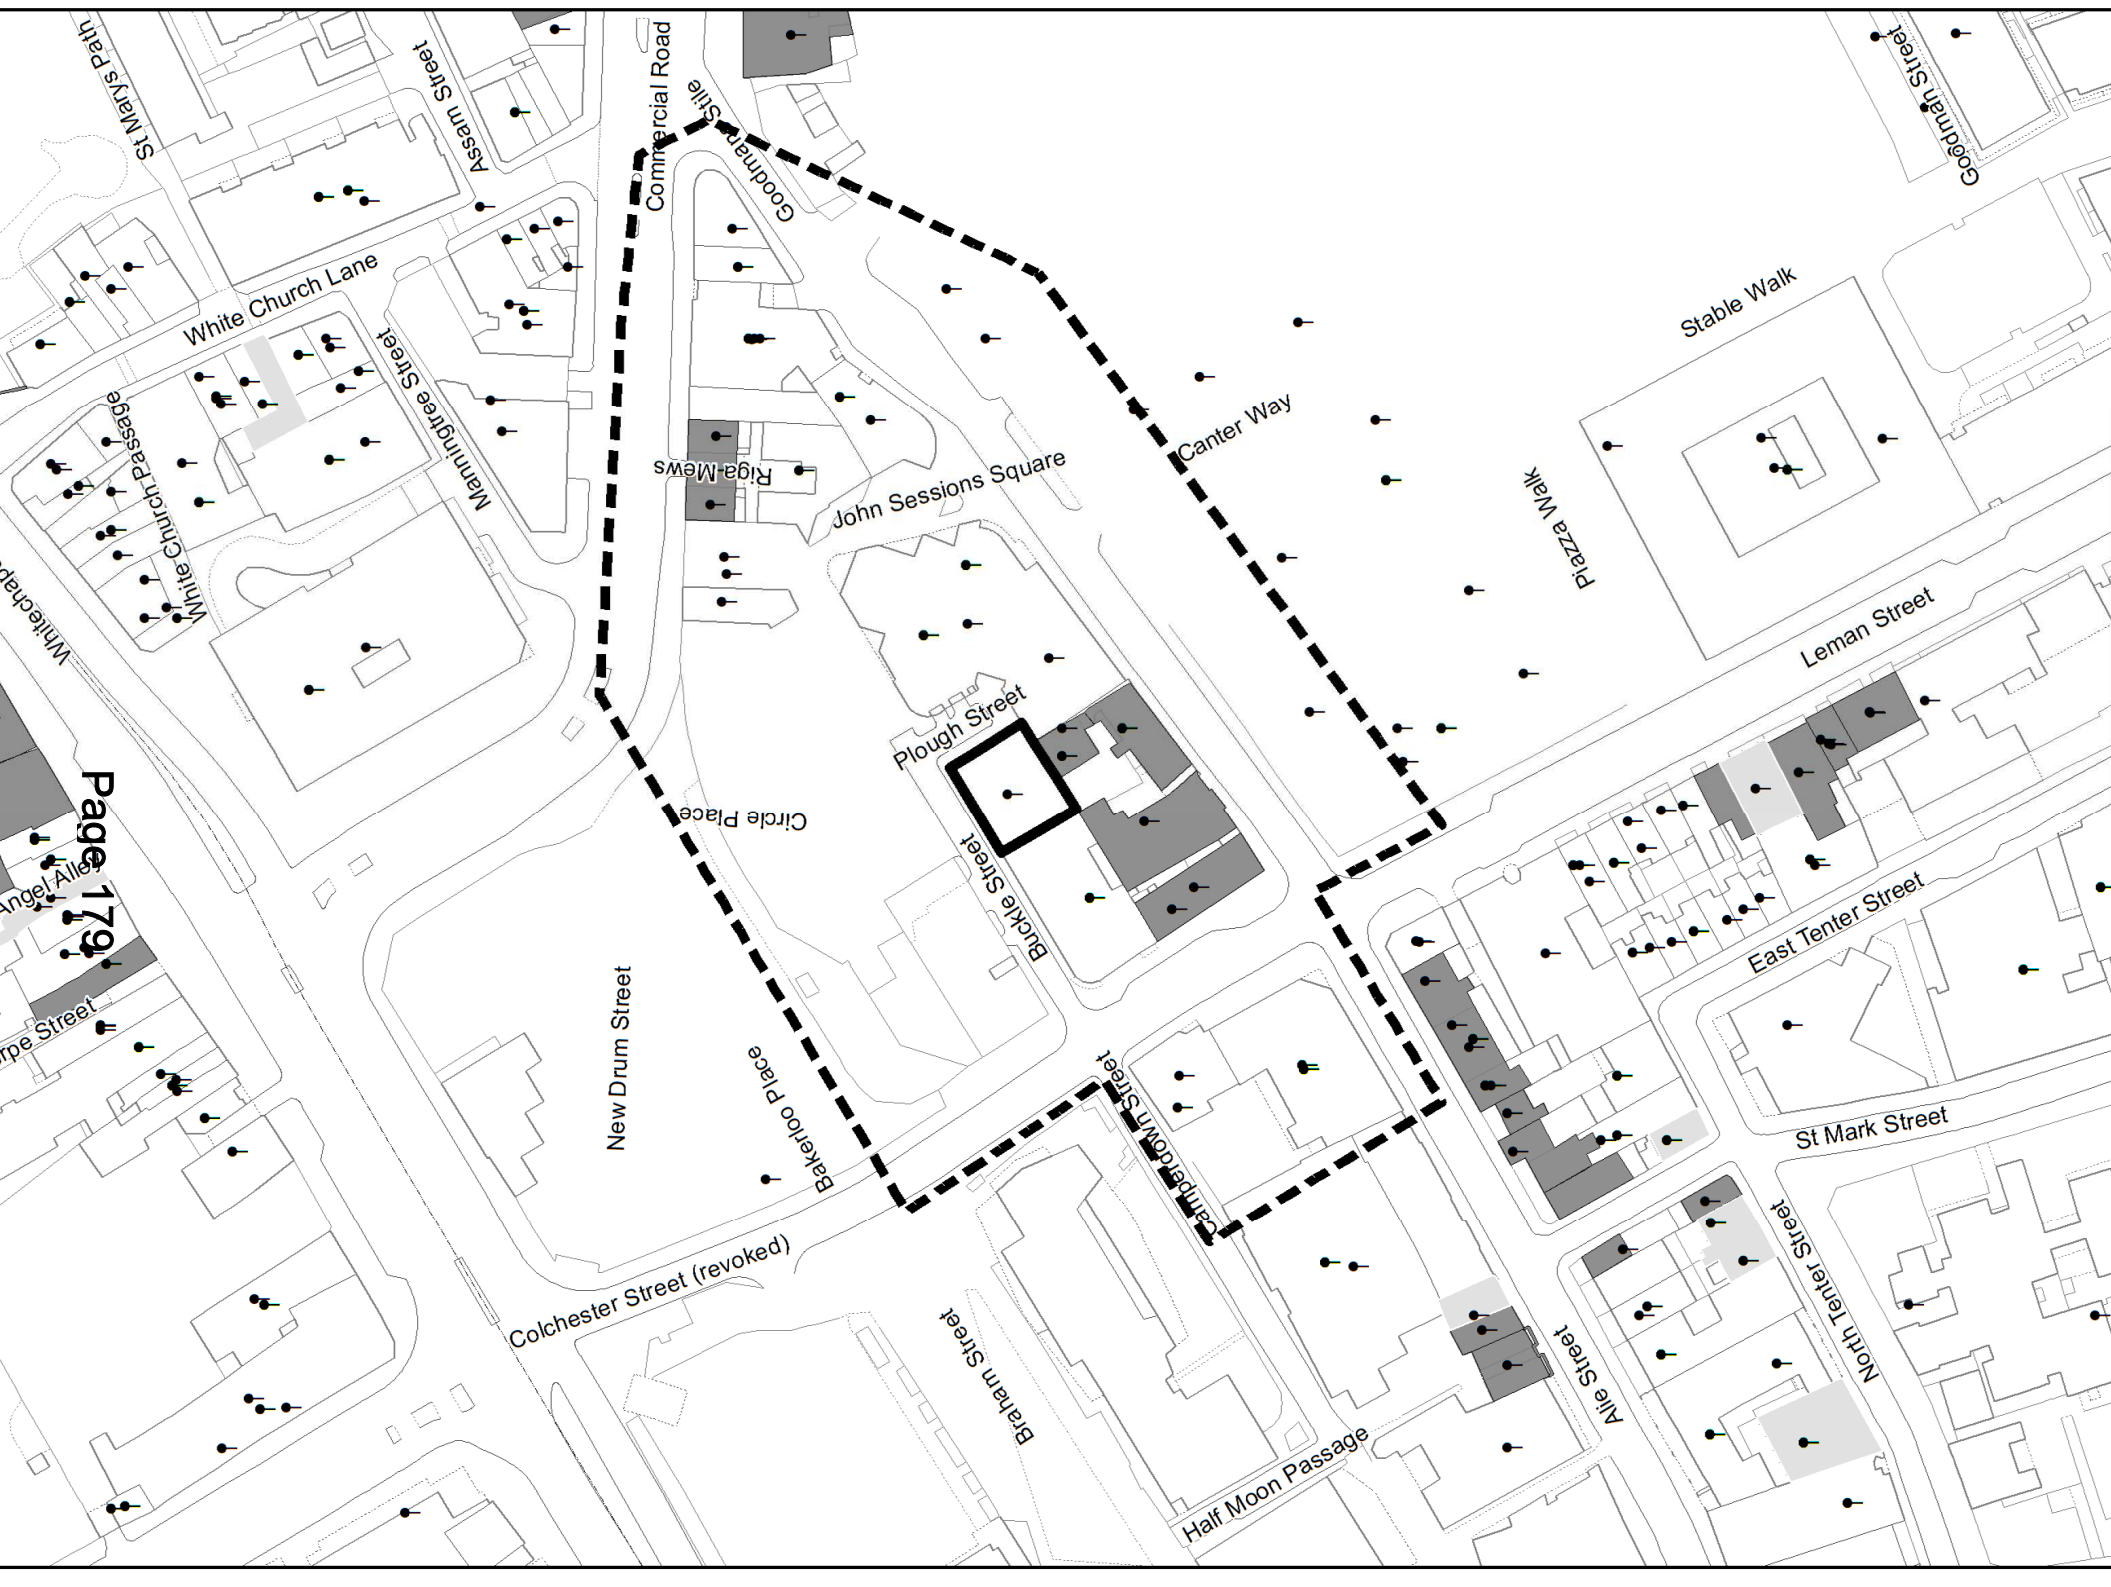 St Marys Path
Assam Street
Commercial Road
Goodmans Stile
Goodman Street
White Church Lane
Manningtree Street
White Church Passage
Stable Walk
Canter Way
Riga Mews
John Sessions Square
Piazza Walk
Leman Street
Plough Street
Circle Place
Buckle Street
Page 179
Angel Alley
East Tenter Street
New Drum Street
Bakerloo Place
Camperdown Street
St Mark Street
North Tenter Street
Colchester Street (revoked)
Braham Street
Alie Street
Half Moon Passage